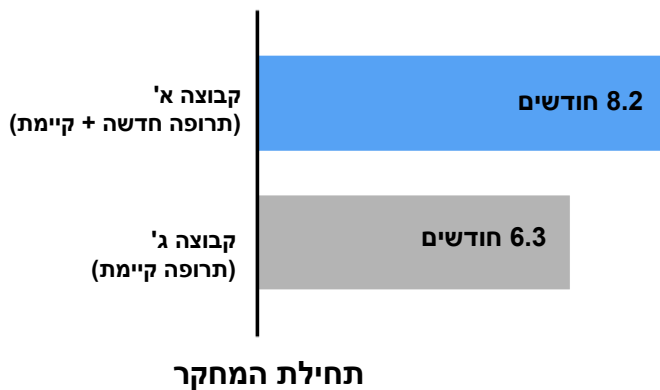 קבוצה א'
(תרופה חדשה + קיימת)
8.2 חודשים
קבוצה ג'
(תרופה קיימת)
6.3 חודשים
תחילת המחקר